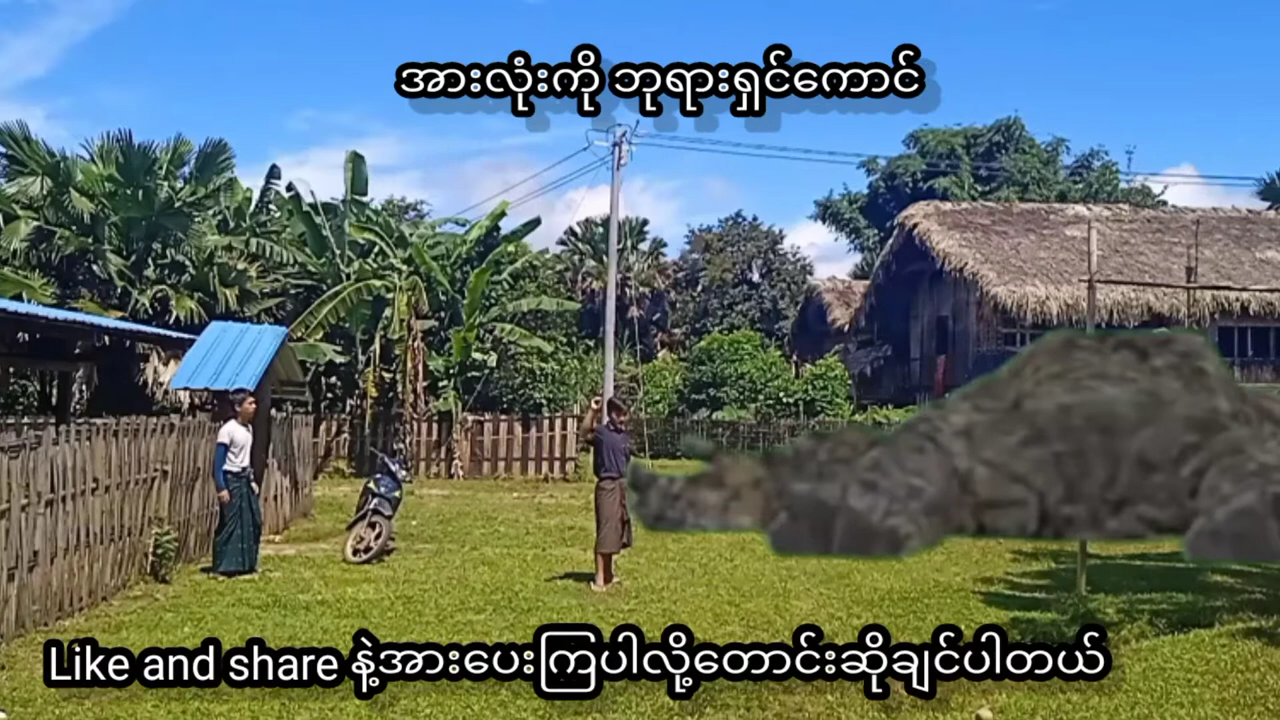 အားလုံးကို ဘုရားရှင်ကောင်
Like and share နဲ့အားပေးကြပါလို့တောင်းဆိုချင်ပါတယ်